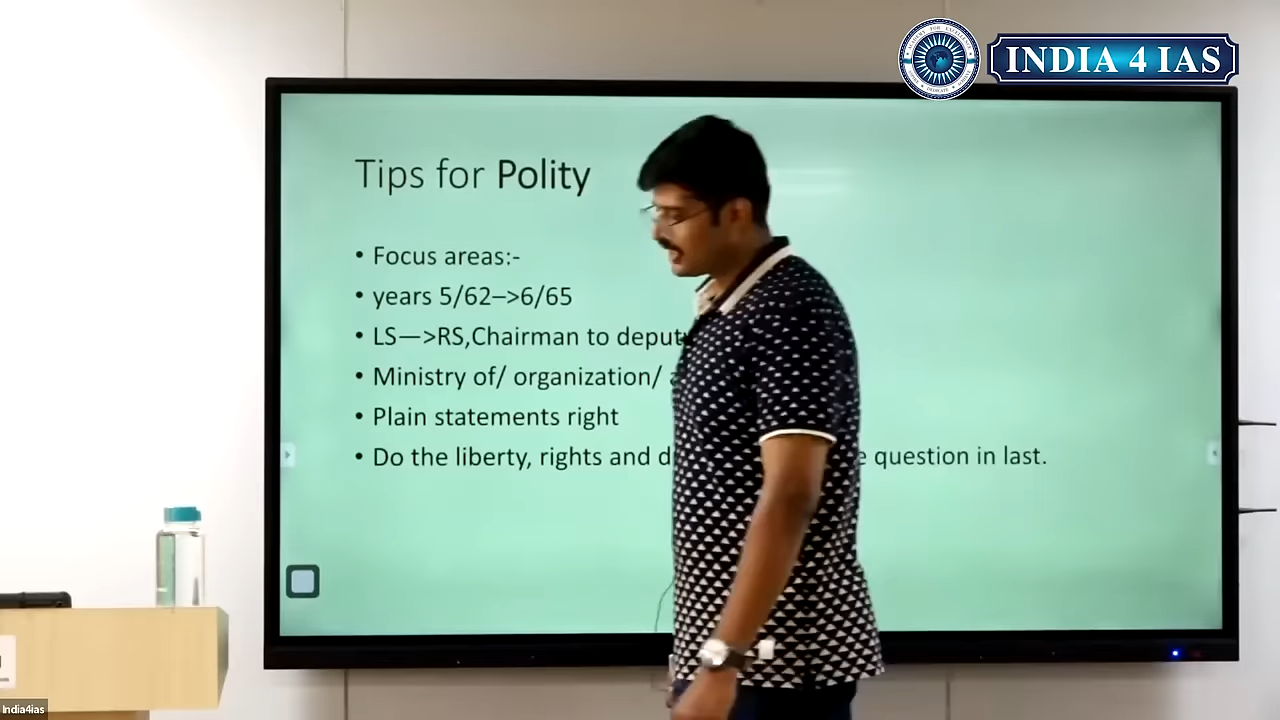 INDIA 4 IAS
Tips for Polity
• Focus areas:-
• years 5/62–>6/65
• LS—>RS,Chairman to
• Ministry of/ organization/
• Plain statements right
• Do the liberty, rights and question in last.
India4ias